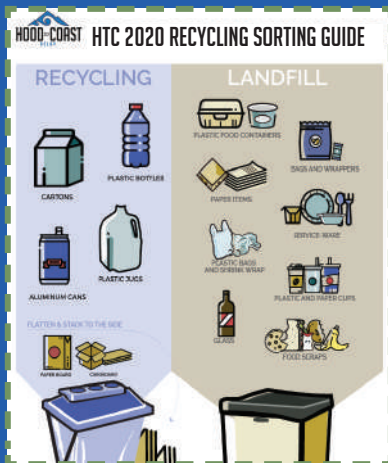 HOOD TO COAST
RELAY
HTC 2020 RECYCLING SORTING GUIDE
RECYCLING
CARTONS
PLASTIC BOTTLES
ALUMINUM CANS
PLASTIC JUGS
FLATTEN & STACK TO THE SIDE
PAPER BOARD
CARDBOARD
LANDFILL
PLASTIC FOOD CONTAINERS
BAGS AND WRAPPERS
PAPER ITEMS
SERVICE-WARE
PLASTIC BAGS
AND SHRINK WRAP
PLASTIC AND PAPER CUPS
GLASS
FOOD SCRAPS